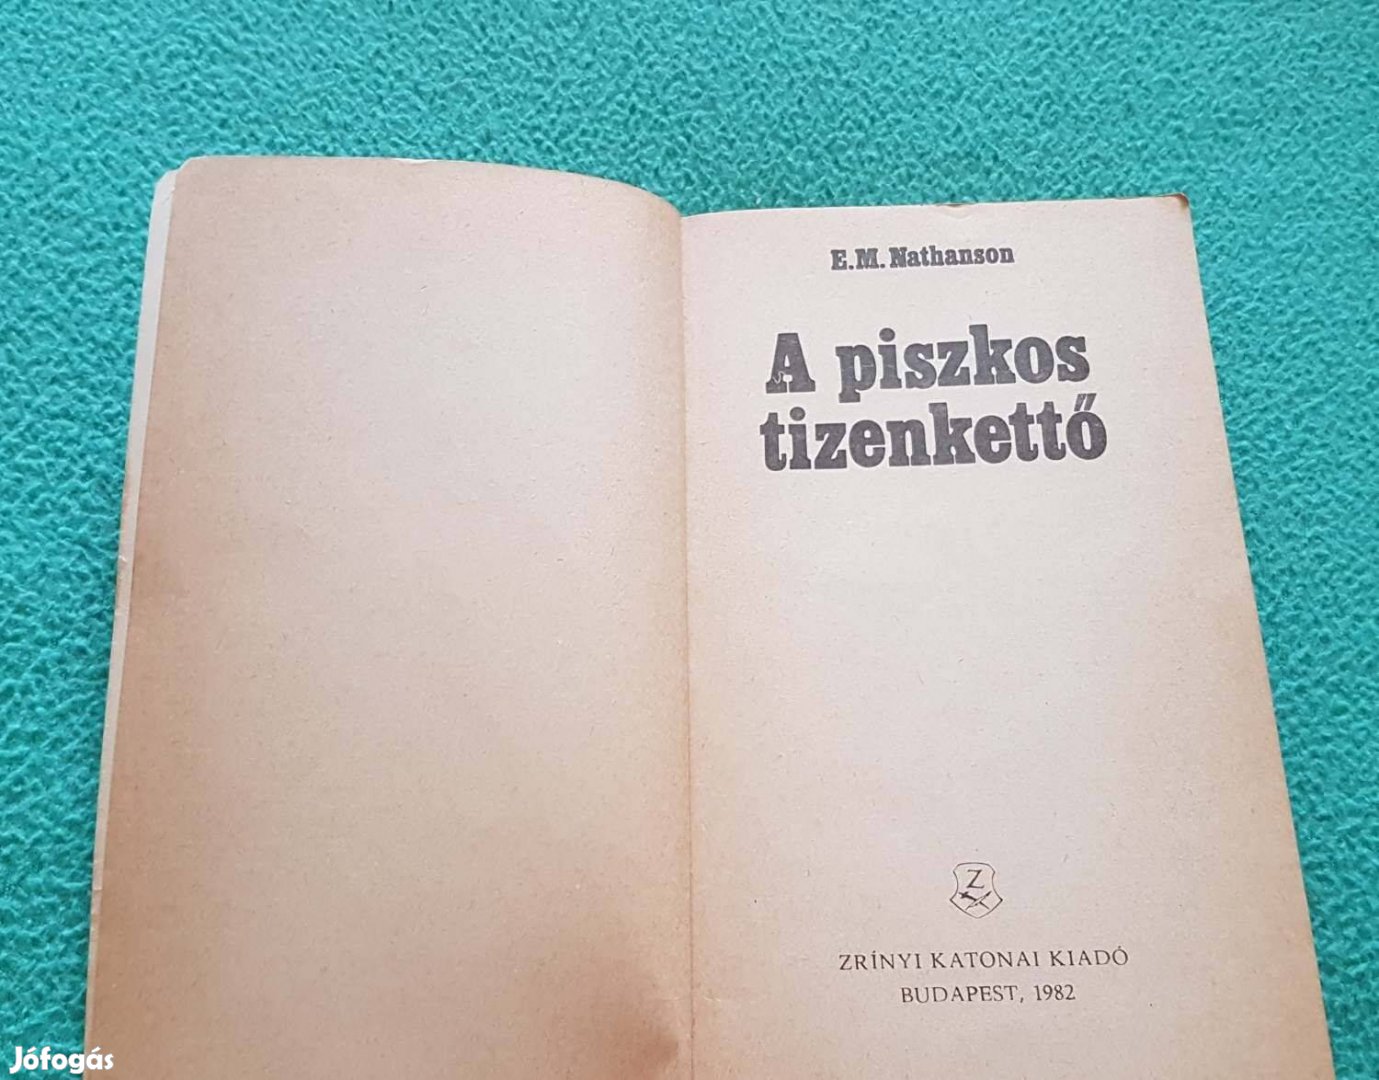 E.M. Nathanson
A piszkos
tizenkettő
Z
ZRÍNYI KATONAI KIADÓ
BUDAPEST, 1982
Jófogás